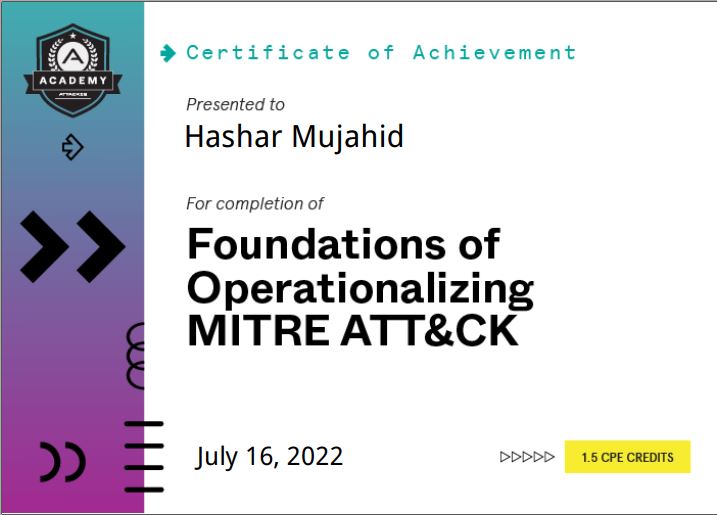 ACADEMY
ATTACKIQ
Certificate of Achievement
Presented to
Hashar Mujahid
For completion of
Foundations of
Operationalizing
MITRE ATT&CK
July 16, 2022
1.5 CPE CREDITS